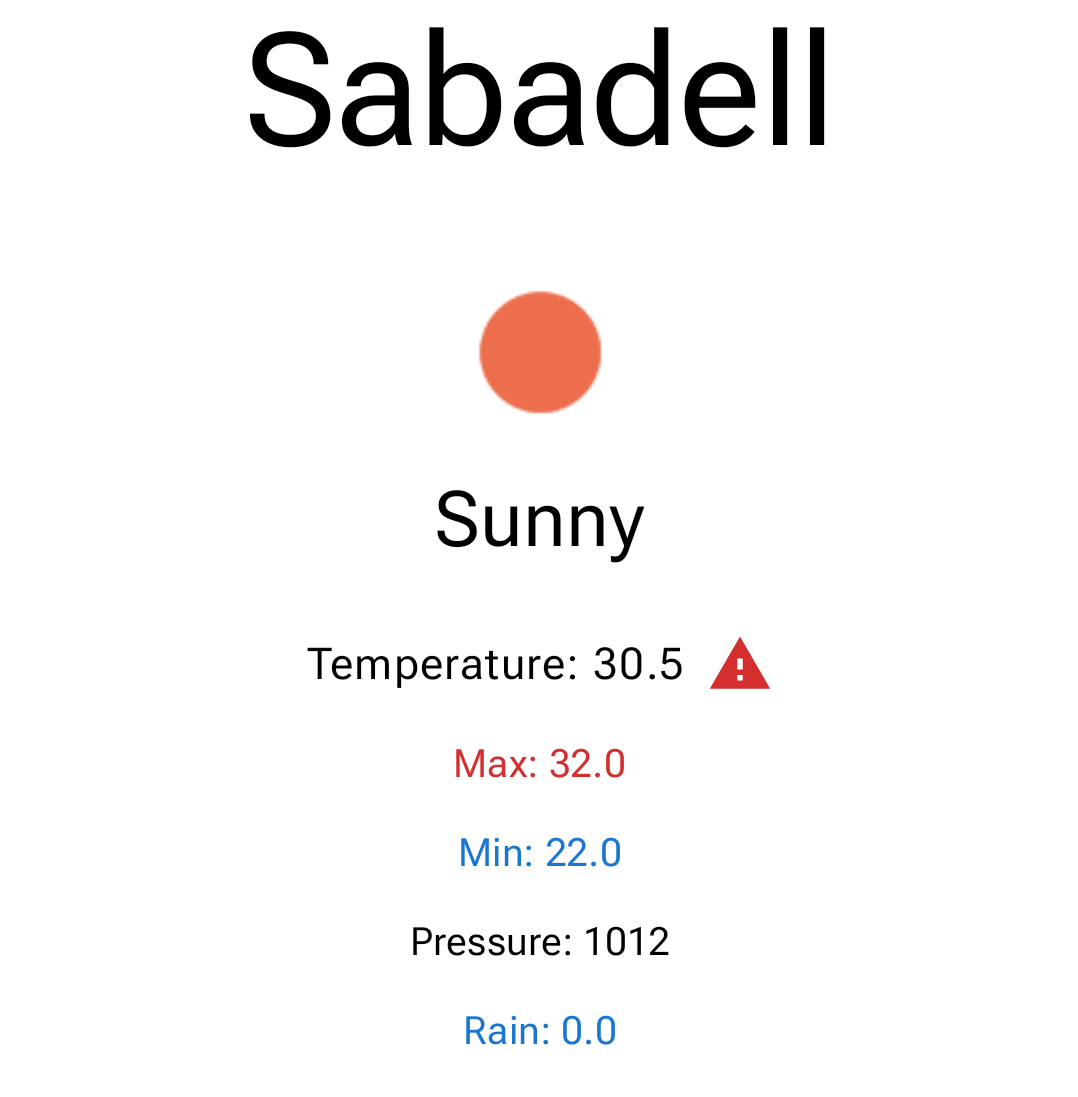 Sabadell
Sunny
Temperature: 30.5
Max: 32.0
Min: 22.0
Pressure: 1012
Rain: 0.0